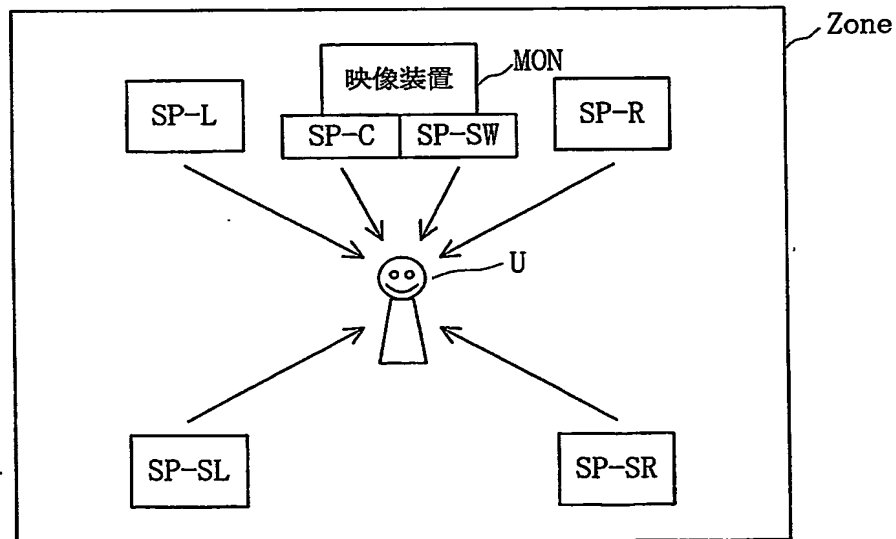 Zone
映像装置
MON
SP-L
SP-C
SP-SW
SP-R
U
SP-SL
SP-SR